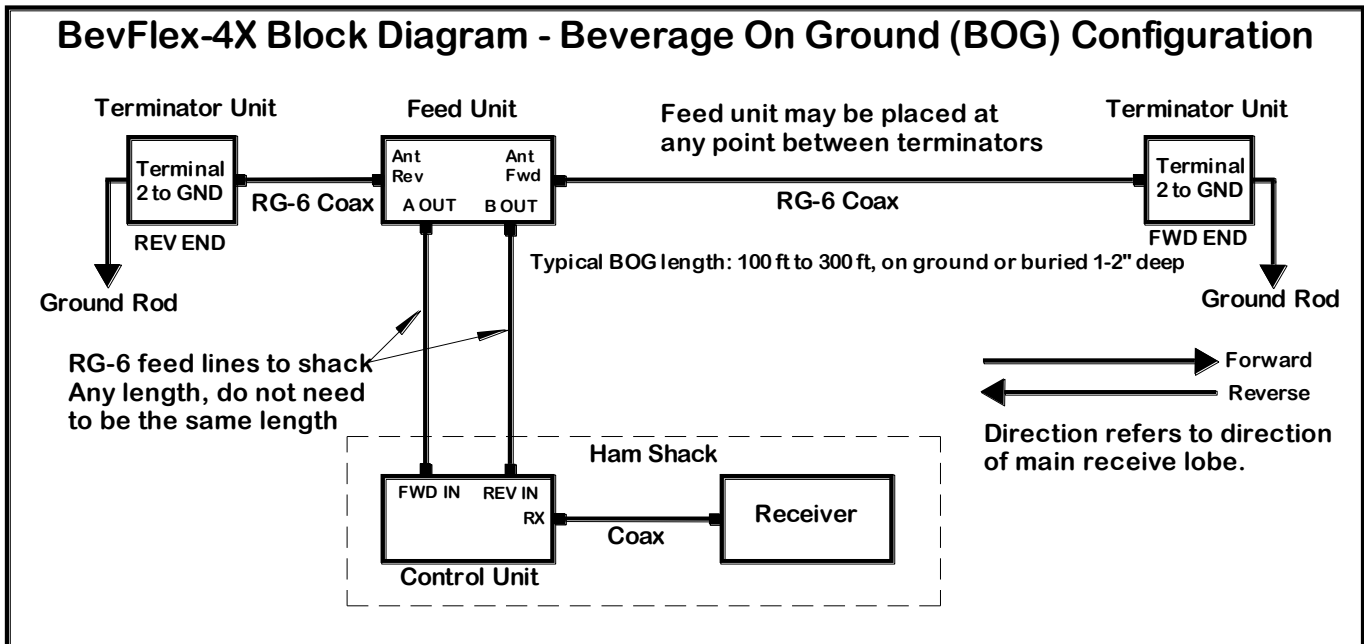 BevFlex-4X Block Diagram - Beverage On Ground (BOG) Configuration
Terminator Unit
Terminal
2 to GND
REV END
Ground Rod
RG-6 Coax
Feed Unit
Ant
Rev
Ant
Fwd
A OUT
B OUT
Feed unit may be placed at
any point between terminators
RG-6 Coax
Terminator Unit
Terminal
2 to GND
FWD END
Ground Rod
Typical BOG length: 100 ft to 300 ft, on ground or buried 1-2" deep
RG-6 feed lines to shack
Any length, do not need
to be the same length
Forward
Reverse
Direction refers to direction
of main receive lobe.
Ham Shack
FWD IN
REV IN
RX
Control Unit
Coax
Receiver